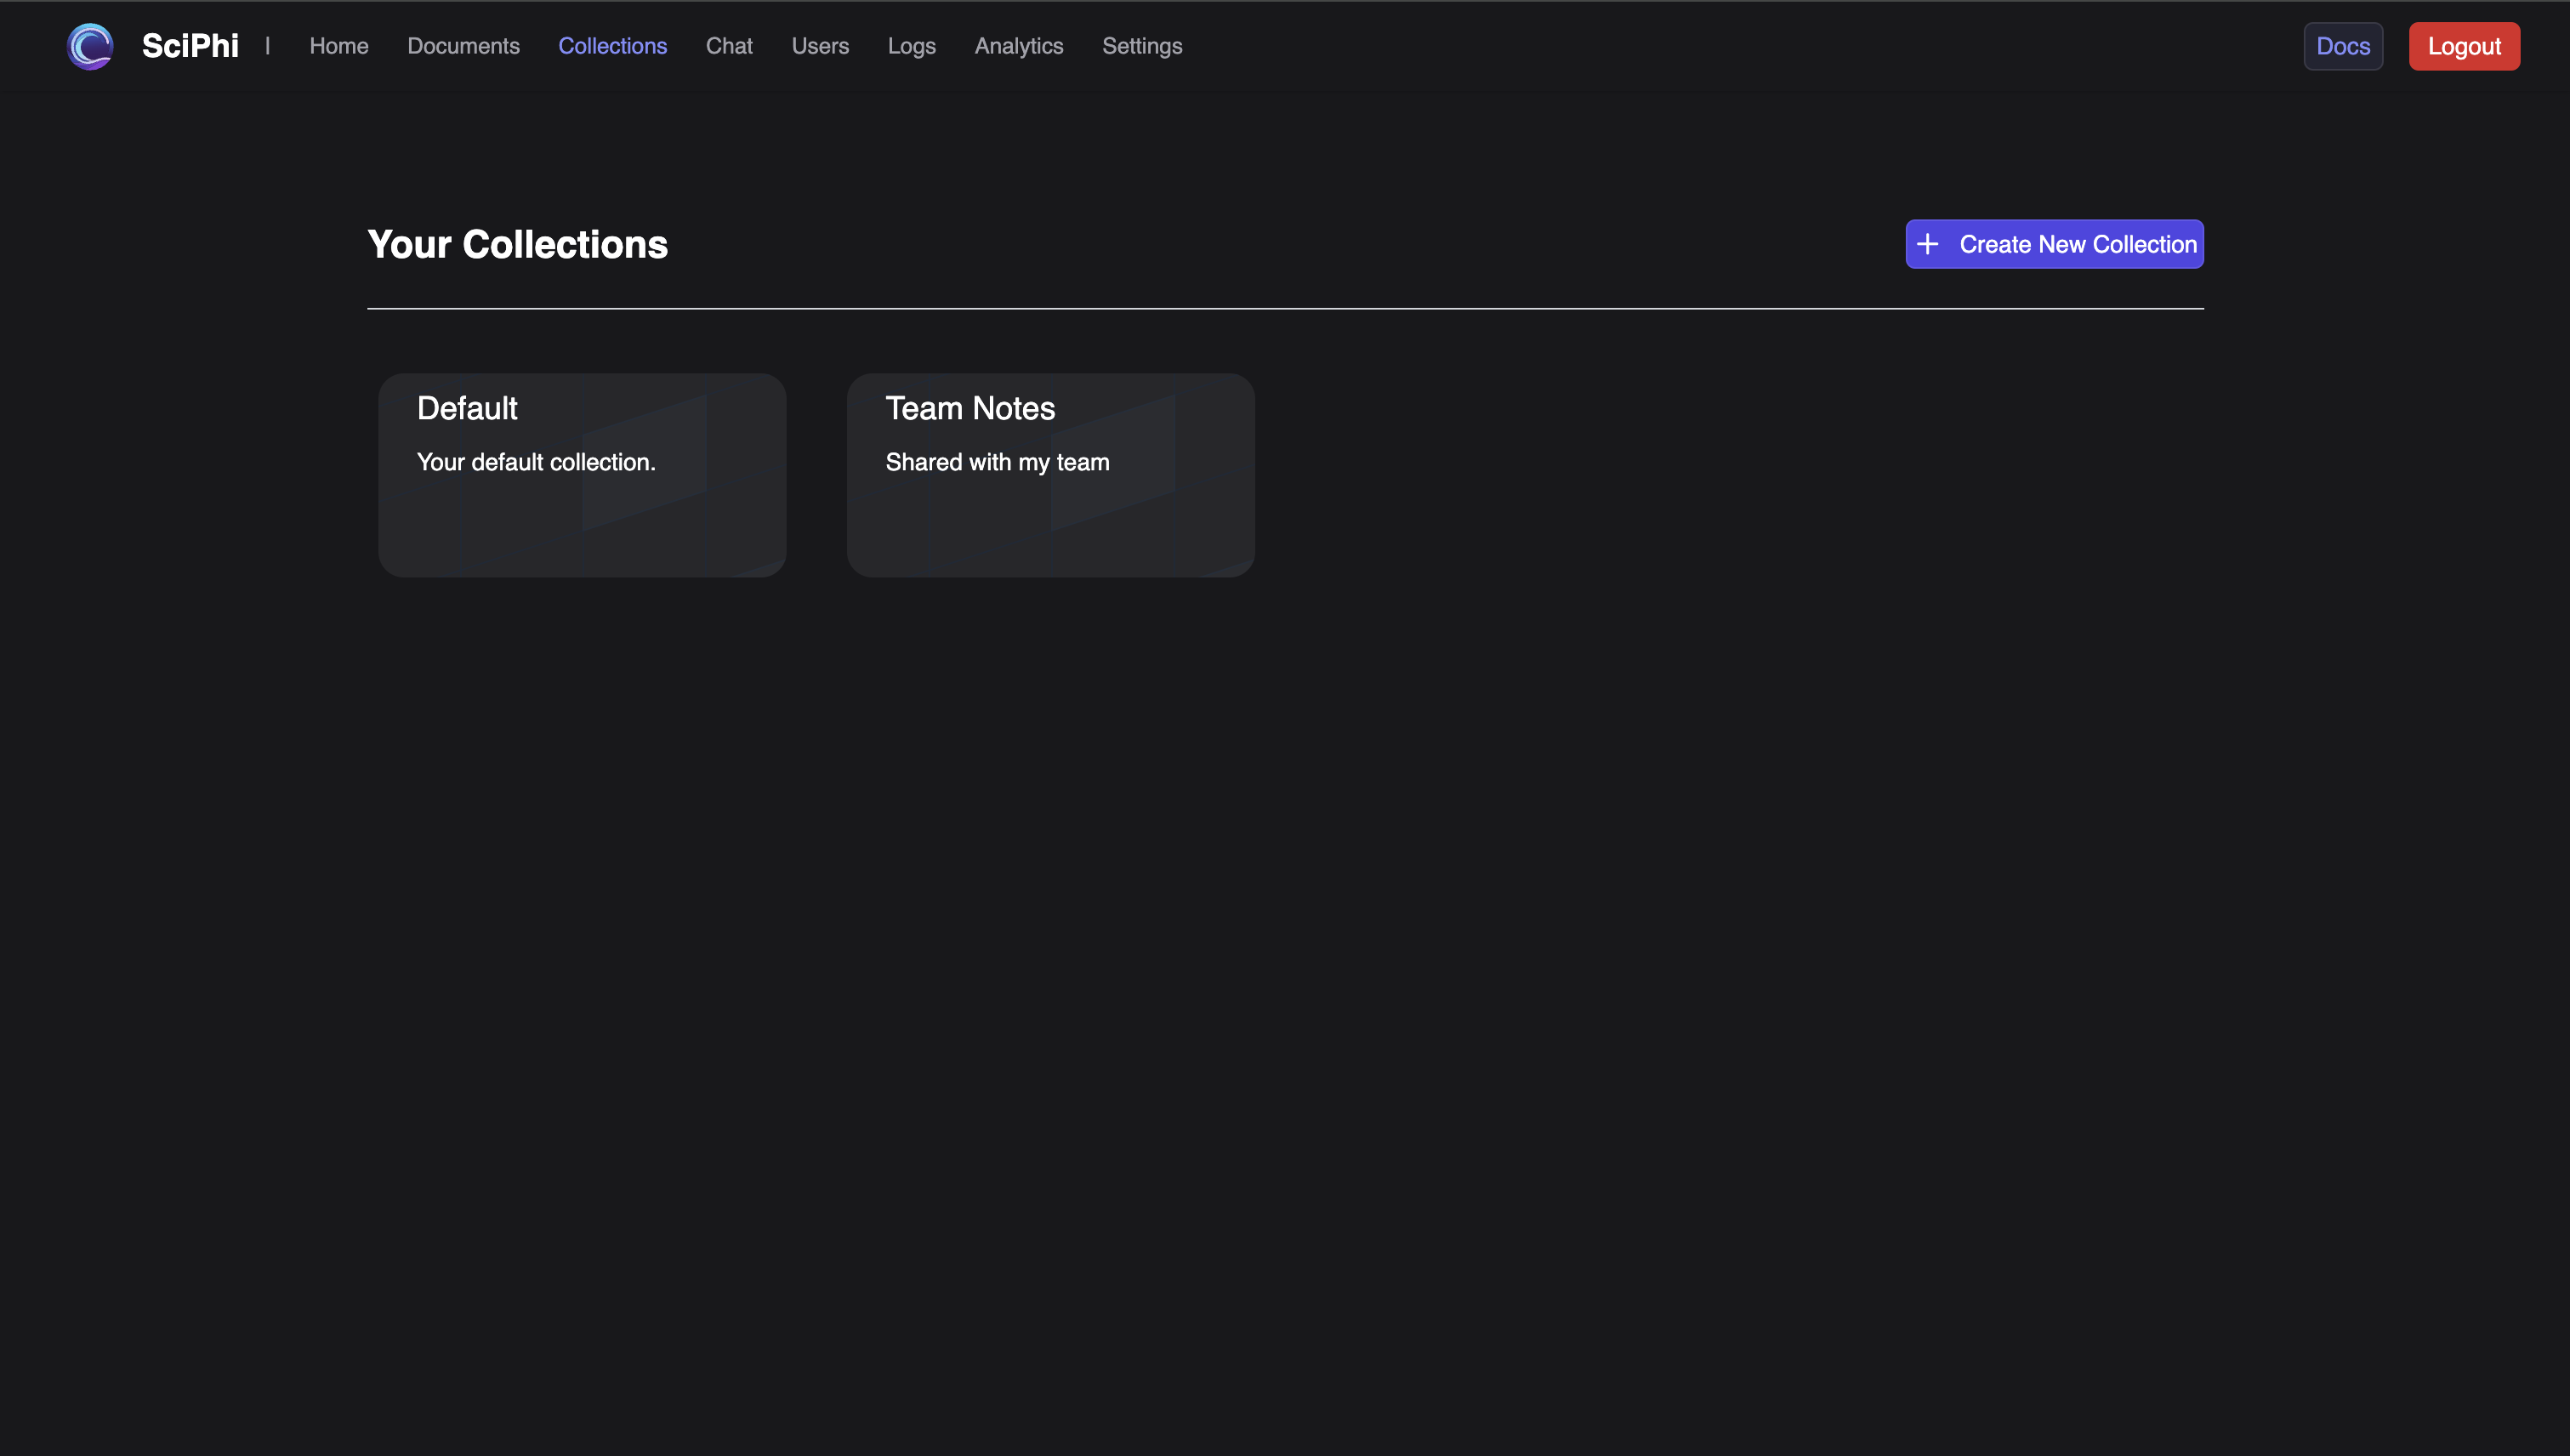 SciPhi | Home Documents Collections Chat Users Logs Analytics Settings Docs Logout
Your Collections + Create New Collection
Default Team Notes
Your default collection. Shared with my team